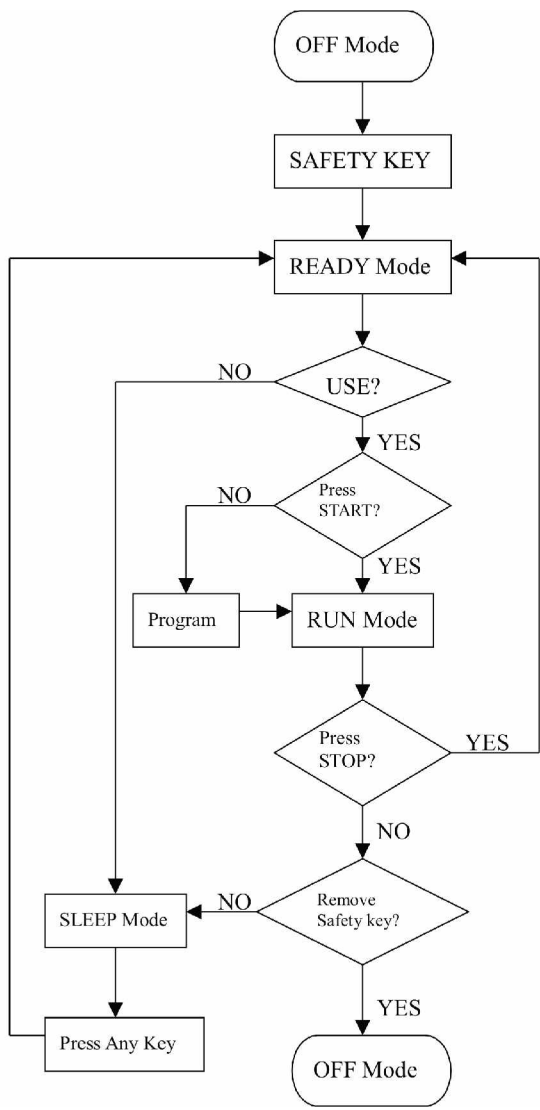 OFF Mode
SAFETY KEY
READY Mode
NO
USE?
YES
NO
Press
START?
YES
Program
RUN Mode
Press
STOP?
YES
NO
NO
Remove
Safety key?
SLEEP Mode
YES
Press Any Key
OFF Mode